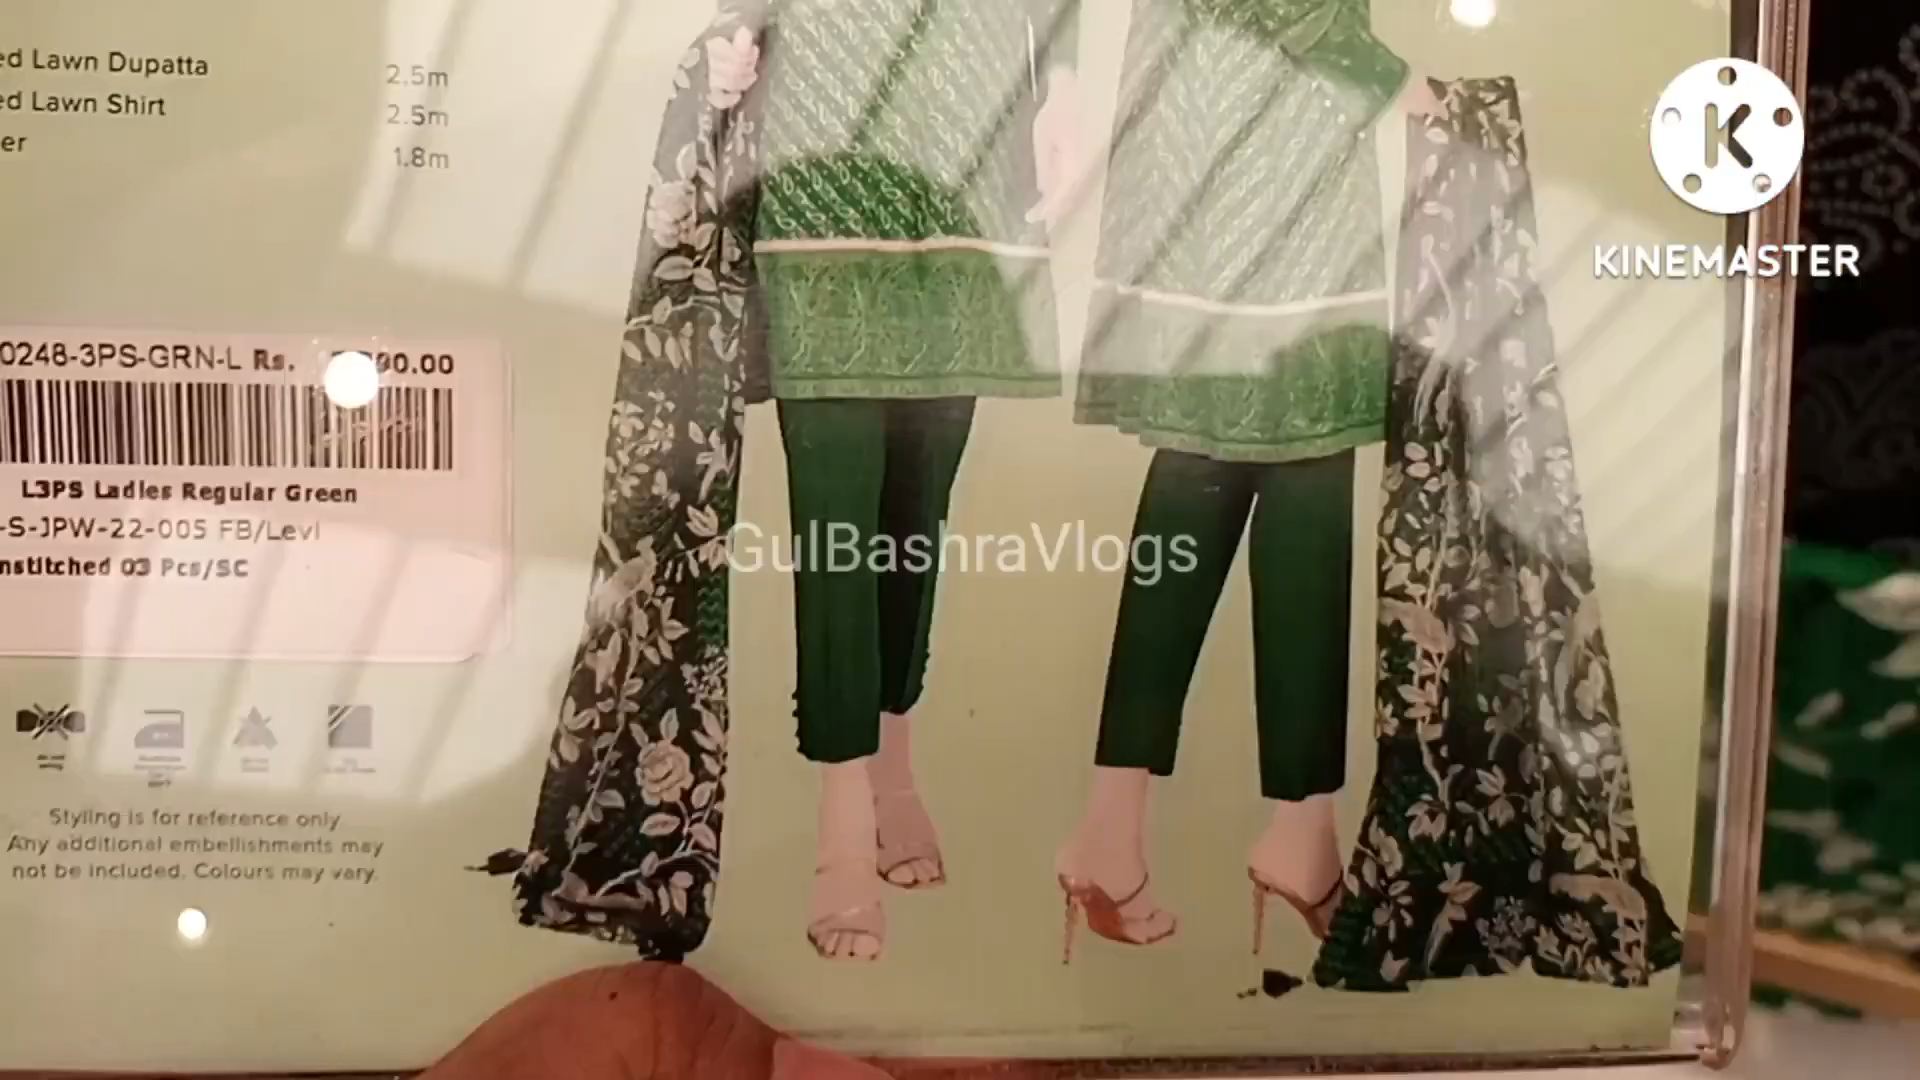 ed Lawn Dupatta 2.5m
ed Lawn Shirt 2.5m
er 1.8m
0248-3PS-GRN-L Rs. 90.00
L3PS Ladies Regular Green
-S-JPW-22-005 FB/Levi
nstitched 03 Pcs/SC
Styling is for reference only
Any additional embellishments may
not be included. Colours may vary.
GulBashraVlogs
K
KINEMASTER